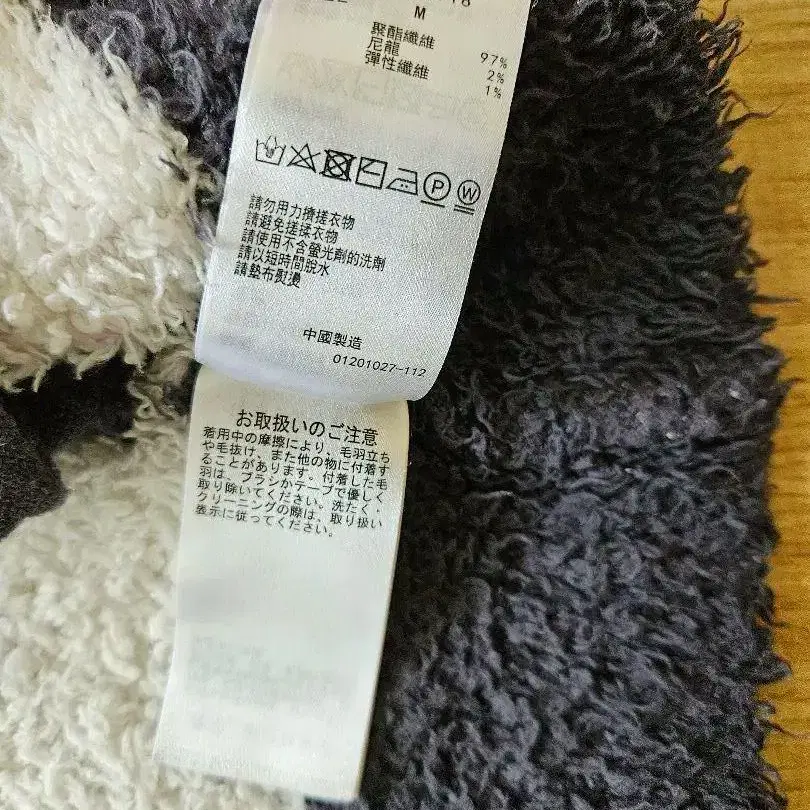 M
聚酯纖維 97%
尼龍 2%
彈性纖維 1%
P W
請勿用力擠搓衣物
請避免搓揉衣物
請使用不含螢光劑的洗劑
請以短時間脫水
請墊布熨燙
中國製造
01201027-112
お取扱いのご注意
着用中の摩擦により、毛羽立ち
や毛抜け、また他の物に付着す
ることがあります。付着した毛
羽は、ブラシかテープで優しく
取り除いてください。洗たく・
クリーニングの際は、取り扱い
表示に従ってください。